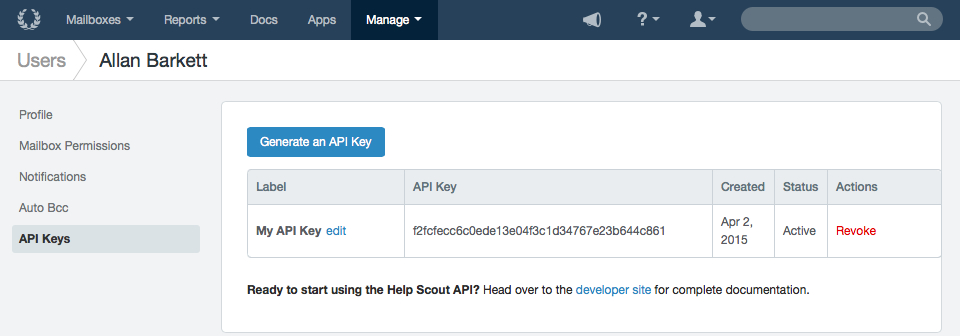 Mailboxes Reports Docs Apps Manage ?
Users Allan Barkett
Profile
Mailbox Permissions
Notifications
Auto Bcc
API Keys
Generate an API Key
Label API Key Created Status Actions
My API Key edit f2fcfecc6c0ede13e04f3c1d34767e23b644c861 Apr 2, 2015 Active Revoke
Ready to start using the Help Scout API? Head over to the developer site for complete documentation.